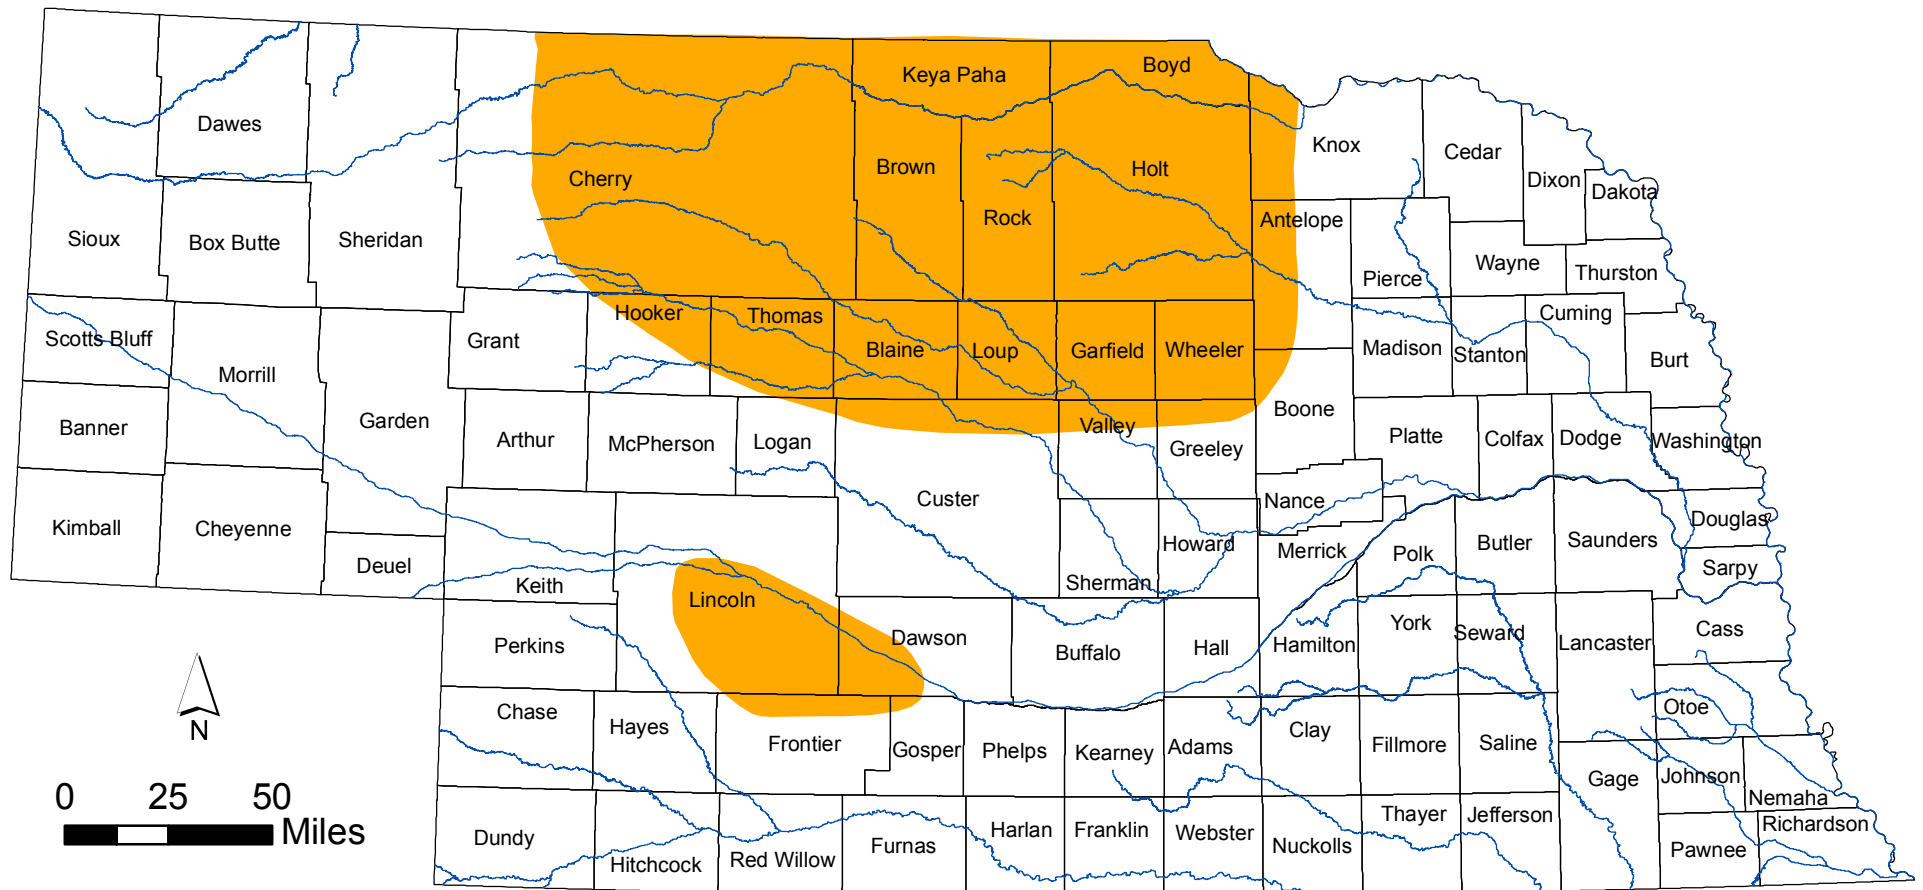 Keya Paha
Boyd
Dawes
Knox
Cedar
Cherry
Brown
Holt
Dixon
Dakota
Rock
Antelope
Sioux
Box Butte
Sheridan
Pierce
Wayne
Thurston
Hooker
Thomas
Cuming
Scotts Bluff
Grant
Blaine
Loup
Garfield
Wheeler
Madison
Stanton
Burt
Morrill
Garden
Boone
Banner
Arthur
McPherson
Logan
Valley
Greeley
Platte
Colfax
Dodge
Washington
Custer
Nance
Kimball
Cheyenne
Douglas
Deuel
Howard
Merrick
Polk
Butler
Saunders
Keith
Sherman
Sarpy
Lincoln
Dawson
Buffalo
Hall
Hamilton
York
Seward
Lancaster
Cass
Perkins
N
Chase
Hayes
Frontier
Gosper
Phelps
Kearney
Adams
Clay
Fillmore
Saline
Otoe
Gage
Johnson
Nemaha
0 25 50
Miles
Dundy
Hitchcock
Red Willow
Furnas
Harlan
Franklin
Webster
Nuckolls
Thayer
Jefferson
Pawnee
Richardson